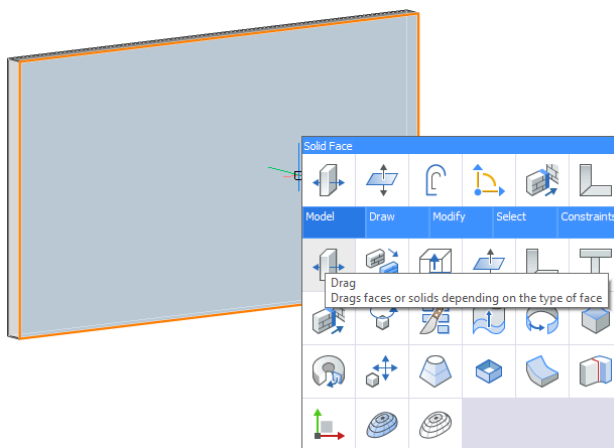 Solid Face
Model Draw Modify Select Constraints
Drag
Drags faces or solids depending on the type of face